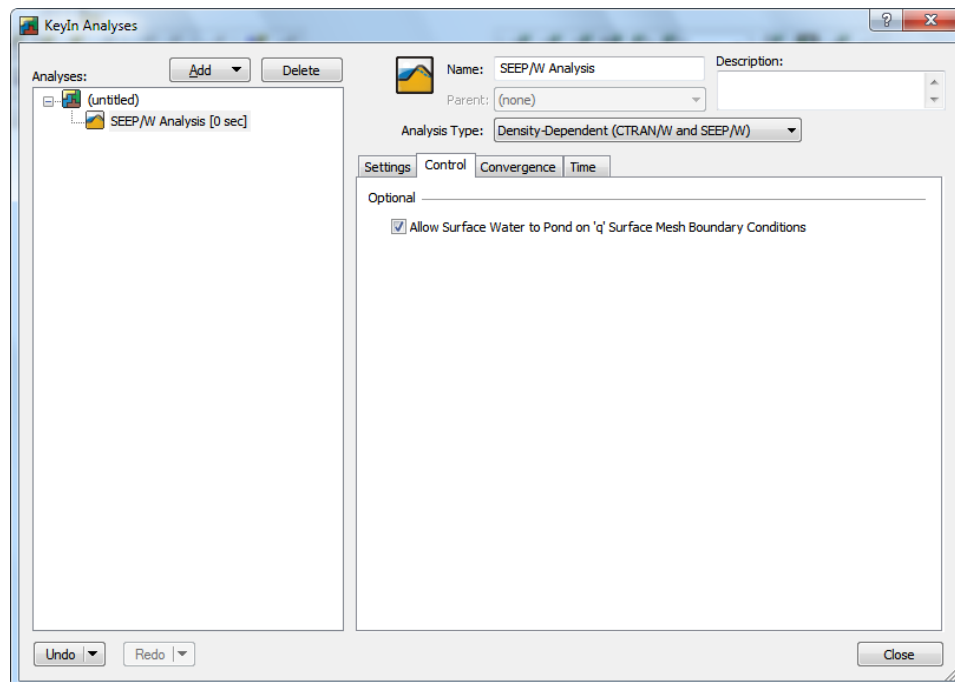 KeyIn Analyses
?
Analyses:
Add
Delete
(untitled)
SEEP/W Analysis [0 sec]
Name:
SEEP/W Analysis
Description:
Parent:
(none)
Analysis Type:
Density-Dependent (CTRAN/W and SEEP/W)
Settings
Control
Convergence
Time
Optional
Allow Surface Water to Pond on 'q' Surface Mesh Boundary Conditions
Undo
Redo
Close